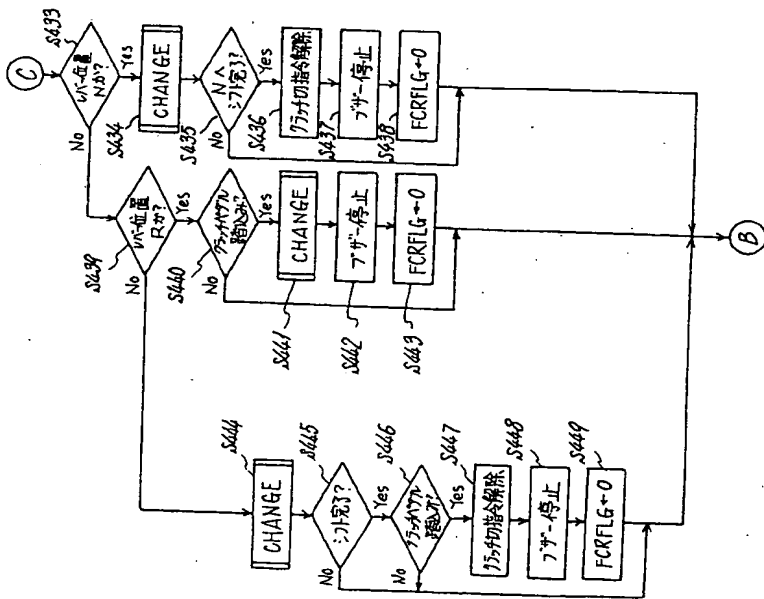 C
S433
レバー位置
Nか?
Yes
No
S434
CHANGE
S435
Nへ
シフト完了?
Yes
No
S436
クラッチ切指令解除
S437
ブザー停止
S438
FCRFLG←0
S439
レバー位置
Rか?
Yes
No
S440
クラッチペダル
踏込み?
Yes
No
S441
CHANGE
S442
ブザー停止
S443
FCRFLG←0
S444
CHANGE
S445
シフト完了?
Yes
No
S446
クラッチペダル
踏込み?
Yes
No
S447
クラッチ切指令解除
S448
ブザー停止
S449
FCRFLG←0
B